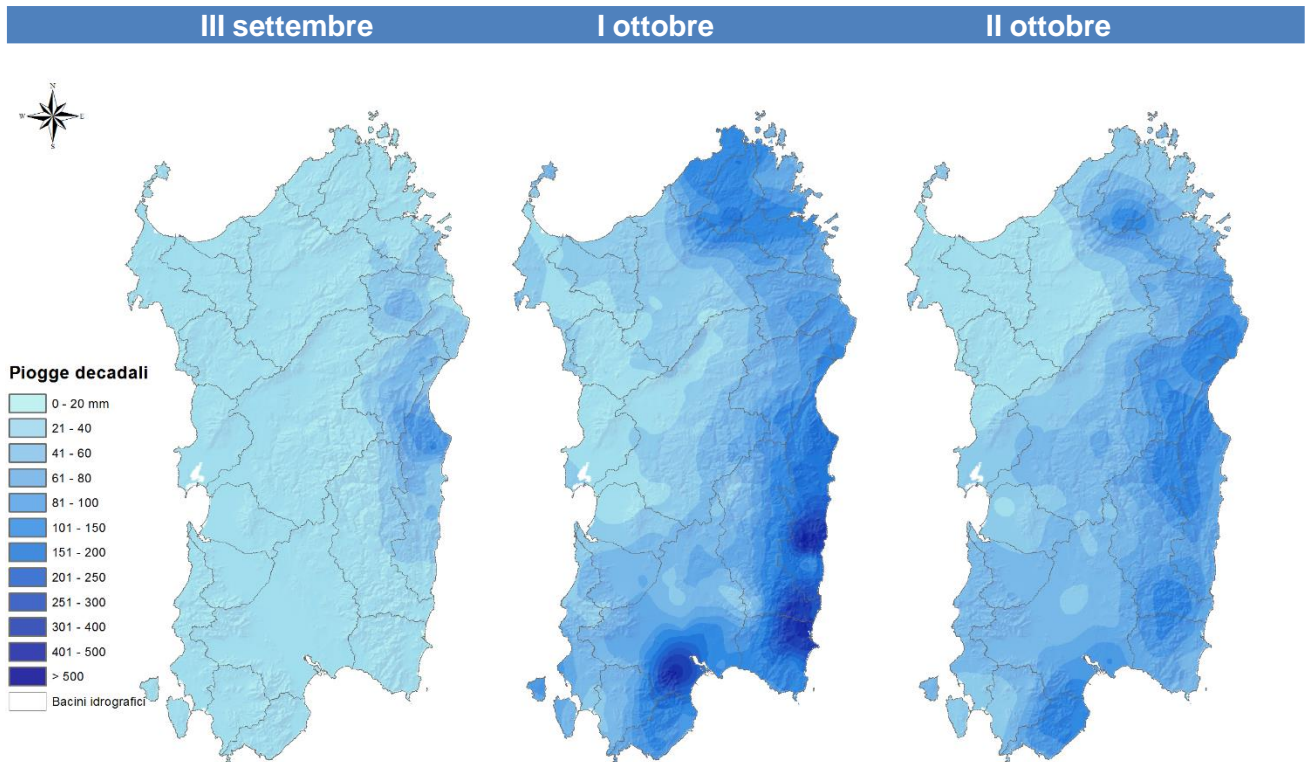 III settembre
I ottobre
II ottobre
N
W
E
S
Piogge decadali
0 - 20 mm
21 - 40
41 - 60
61 - 80
81 - 100
101 - 150
151 - 200
201 - 250
251 - 300
301 - 400
401 - 500
> 500
Bacini idrografici